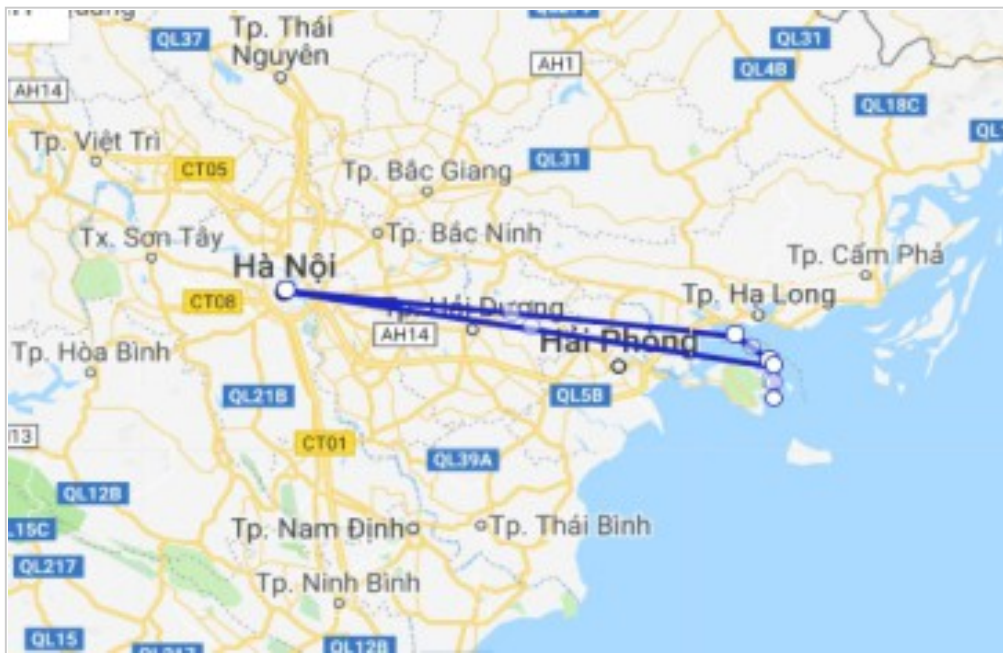 QL37
Tp. Thái
Nguyên
QL31
AH1
QL4B
AH14
QL18C
Tp. Việt Trì
CT05
QL31
Tp. Bắc Giang
Tx. Sơn Tây
Tp. Bắc Ninh
Tp. Cẩm Phả
Hà Nội
CT08
Tp. Hải Dương
Tp. Hạ Long
AH14
Hải Phòng
Tp. Hòa Bình
QL21B
QL5B
CT01
QL39A
QL12B
Tp. Nam Định
Tp. Thái Bình
QL217
Tp. Ninh Bình
QL15
QL12B